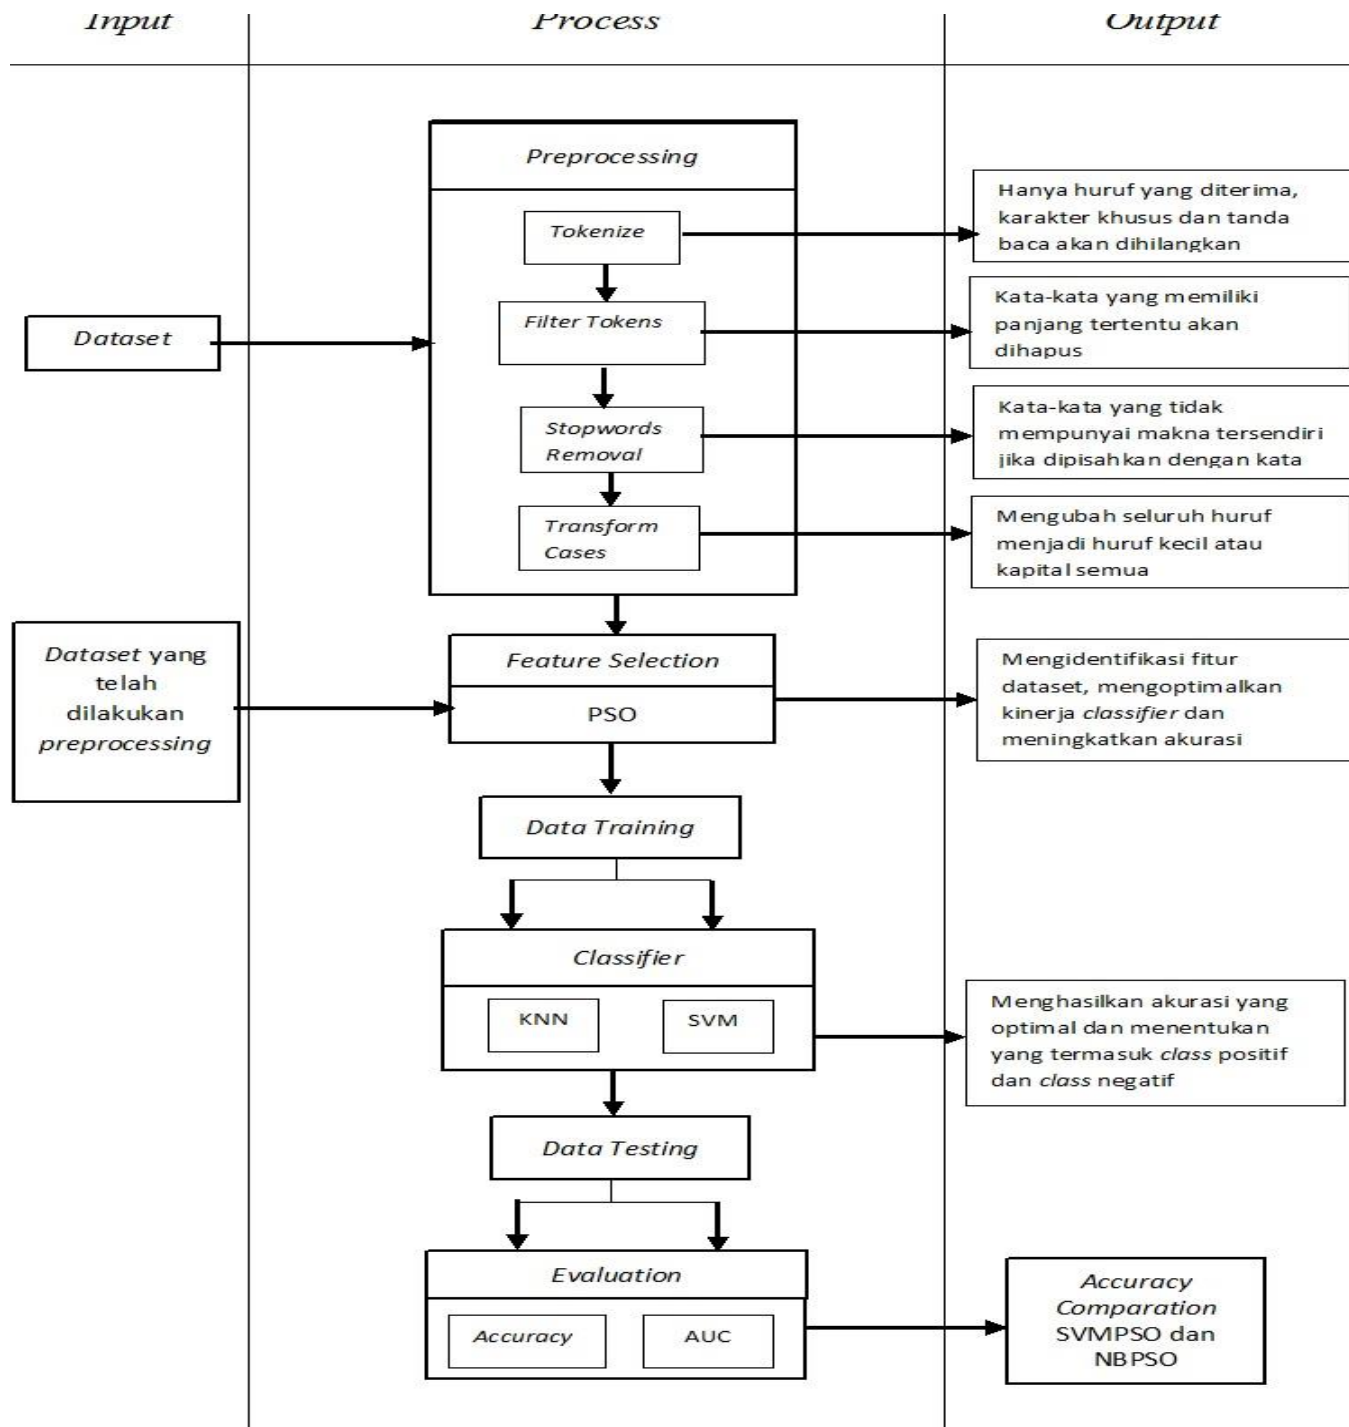 Input
Process
Output
Preprocessing
Tokenize
Hanya huruf yang diterima,
karakter khusus dan tanda
baca akan dihilangkan
Dataset
Filter Tokens
Kata-kata yang memiliki
panjang tertentu akan
dihapus
Stopwords
Removal
Kata-kata yang tidak
mempunyai makna tersendiri
jika dipisahkan dengan kata
Transform
Cases
Mengubah seluruh huruf
menjadi huruf kecil atau
kapital semua
Dataset yang
telah
dilakukan
preprocessing
Feature Selection
PSO
Mengidentifikasi fitur
dataset, mengoptimalkan
kinerja classifier dan
meningkatkan akurasi
Data Training
Classifier
KNN
SVM
Menghasilkan akurasi yang
optimal dan menentukan
yang termasuk class positif
dan class negatif
Data Testing
Evaluation
Accuracy
AUC
Accuracy
Comparation
SVMPSO dan
NBPSO